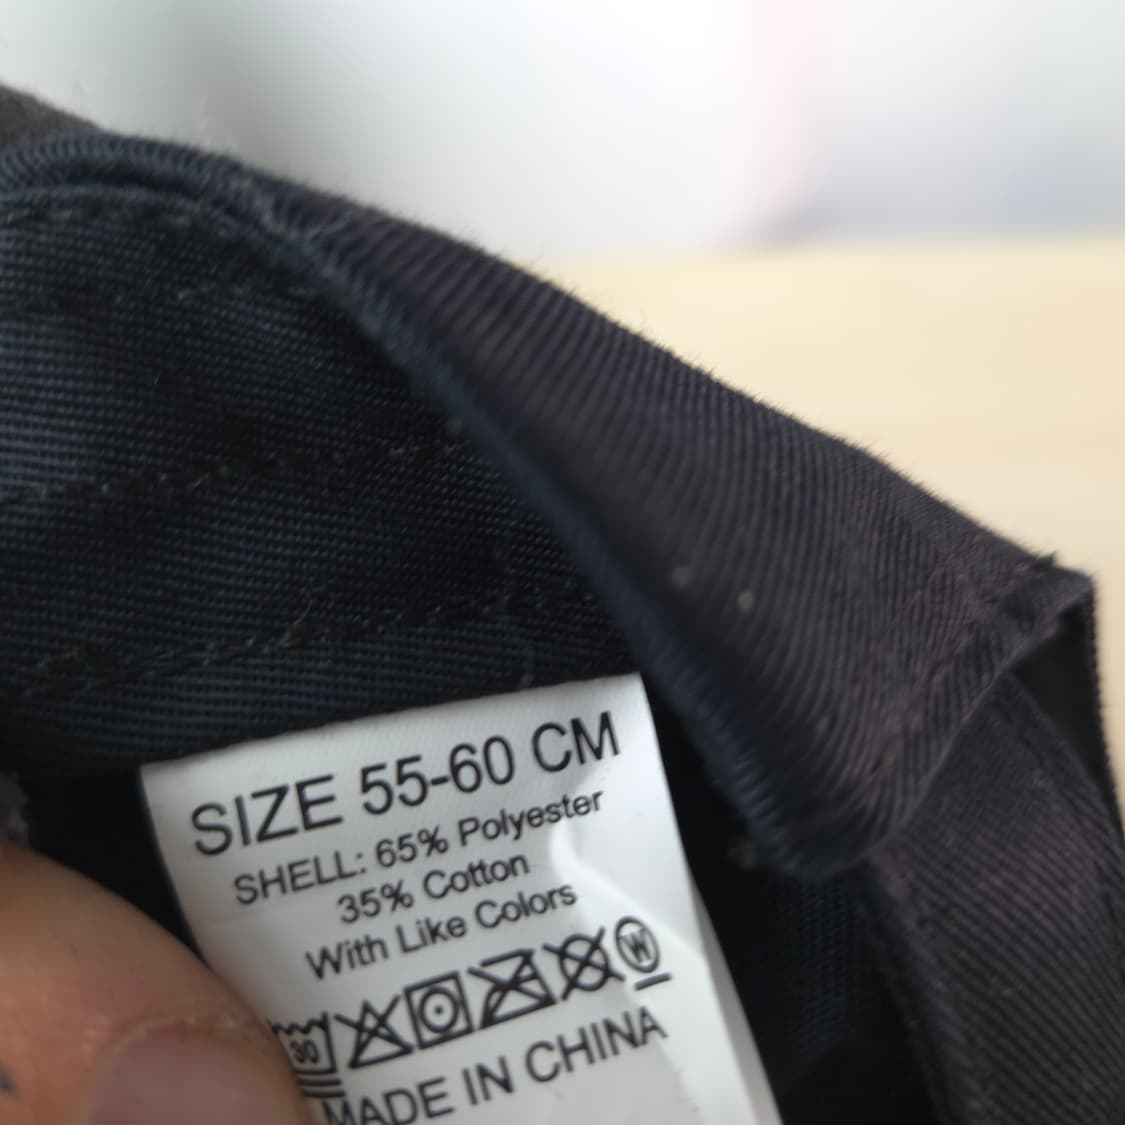 SIZE 55-60 CM
SHELL: 65% Polyester
35% Cotton
With Like Colors
30 W
MADE IN CHINA